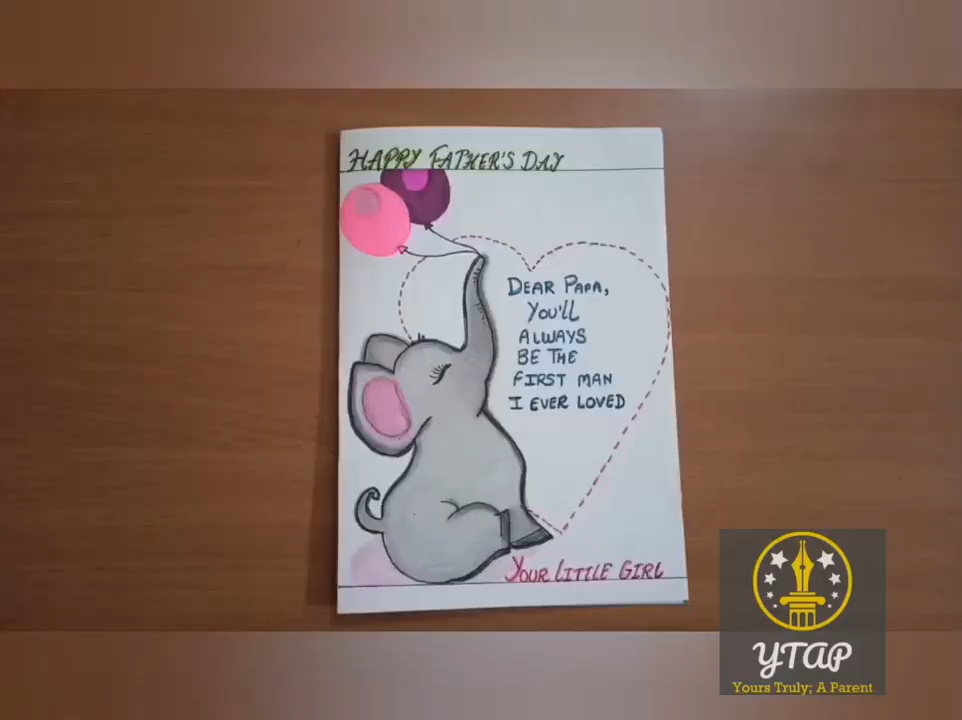 HAPPY FATHER'S DAY
DEAR PAPA,
YOU'LL
ALWAYS
BE THE
FIRST MAN
I EVER LOVED
YOUR LITTLE GIRL
YTAP
Yours Truly; A Parent